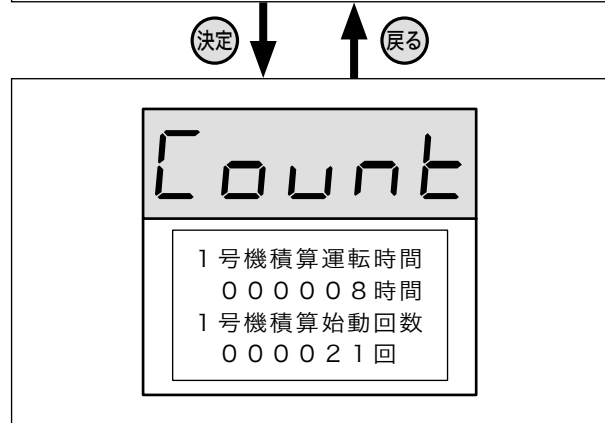 決定 戻る
Count
1号機積算運転時間
000008時間
1号機積算始動回数
000021回